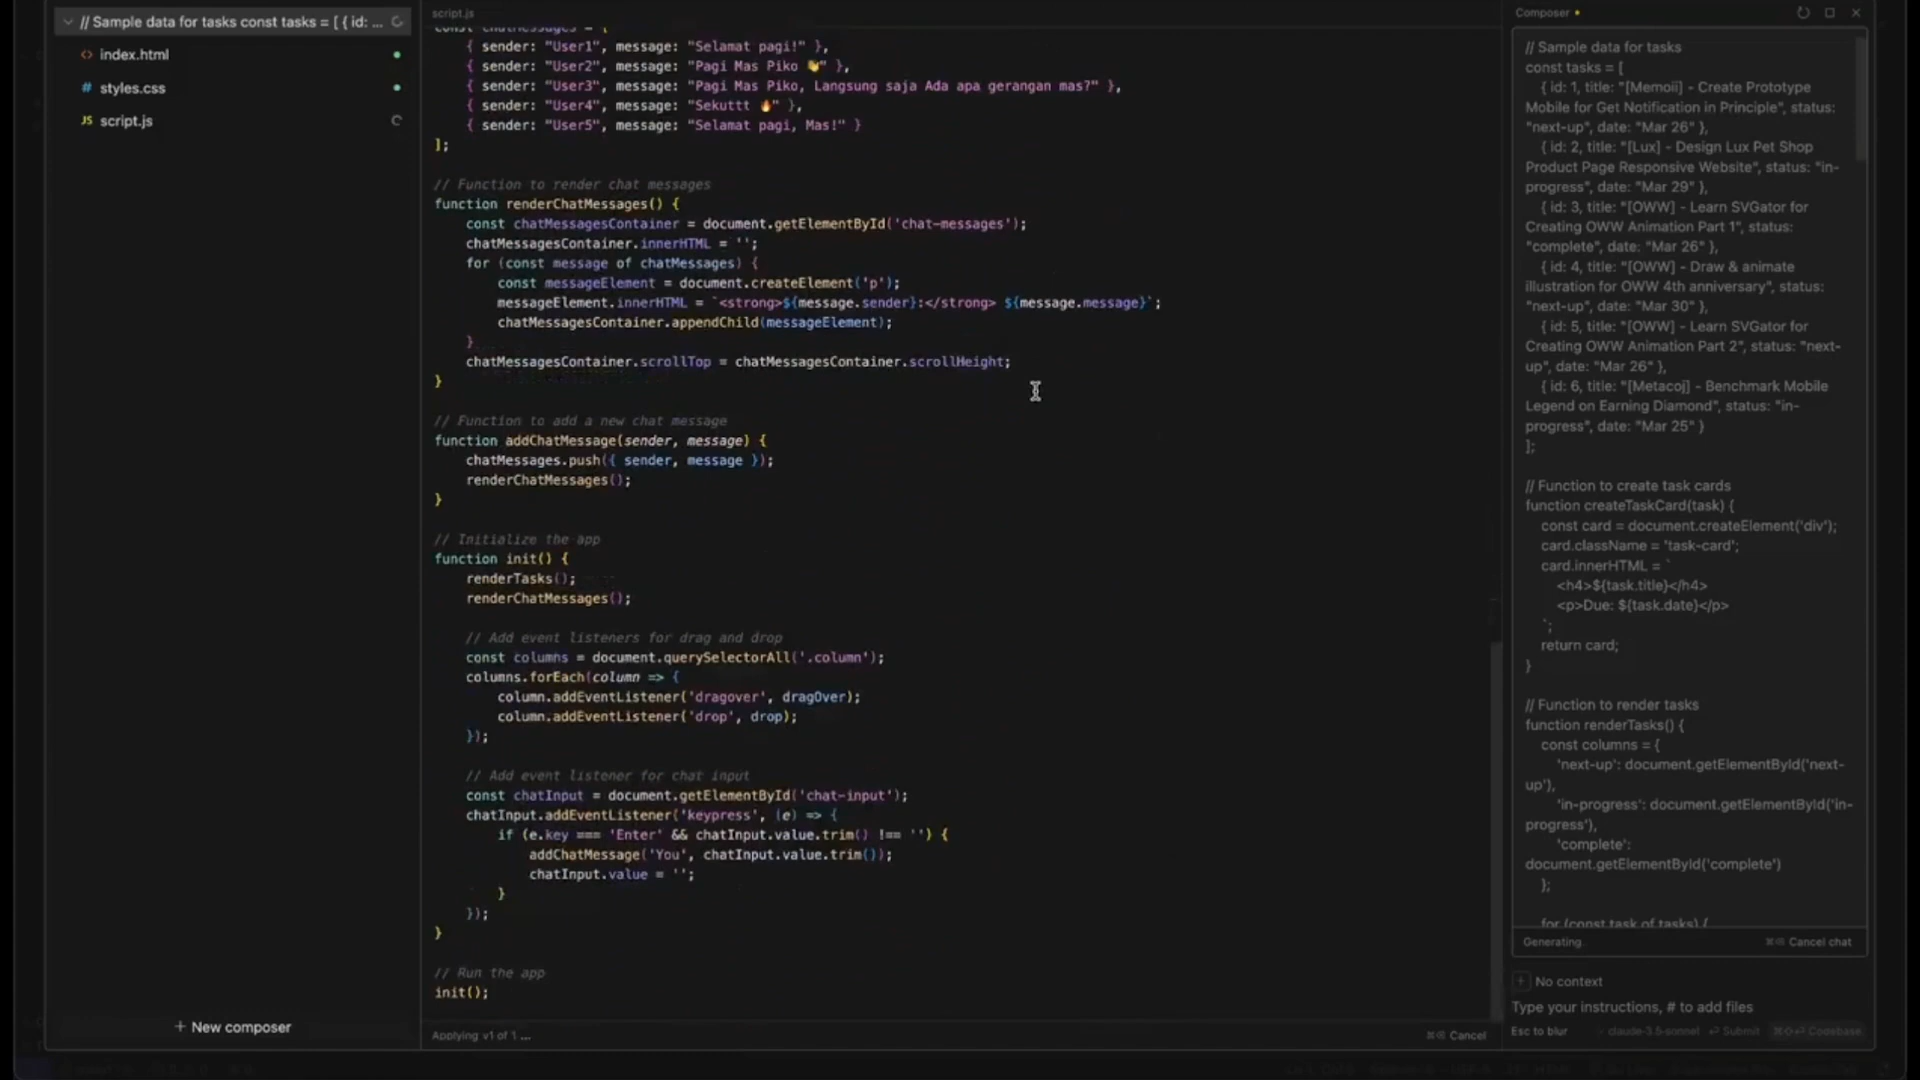 // Sample data for tasks const tasks = [ { id: ...
index.html
styles.css
JS script.js
+ New composer
script.js
const chatMessages = [
{ sender: "User1", message: "Selamat pagi!" },
{ sender: "User2", message: "Pagi Mas Piko 👋" },
{ sender: "User3", message: "Pagi Mas Piko, Langsung saja Ada apa gerangan mas?" },
{ sender: "User4", message: "Sekuttt 🔥" },
{ sender: "User5", message: "Selamat pagi, Mas!" }
];
// Function to render chat messages
function renderChatMessages() {
const chatMessagesContainer = document.getElementById('chat-messages');
chatMessagesContainer.innerHTML = '';
for (const message of chatMessages) {
const messageElement = document.createElement('p');
messageElement.innerHTML = `<strong>${message.sender}:</strong> ${message.message}`;
chatMessagesContainer.appendChild(messageElement);
}
chatMessagesContainer.scrollTop = chatMessagesContainer.scrollHeight;
}
// Function to add a new chat message
function addChatMessage(sender, message) {
chatMessages.push({ sender, message });
renderChatMessages();
}
// Initialize the app
function init() {
renderTasks();
renderChatMessages();
// Add event listeners for drag and drop
const columns = document.querySelectorAll('.column');
columns.forEach(column => {
column.addEventListener('dragover', dragOver);
column.addEventListener('drop', drop);
});
// Add event listener for chat input
const chatInput = document.getElementById('chat-input');
chatInput.addEventListener('keypress', (e) => {
if (e.key === 'Enter' && chatInput.value.trim() !== '') {
addChatMessage('You', chatInput.value.trim());
chatInput.value = '';
}
});
}
// Run the app
init();
Applying v1 of 1 ...
Cancel
Composer
// Sample data for tasks
const tasks = [
{ id: 1, title: "[Memoii] - Create Prototype
Mobile for Get Notification in Principle", status:
"next-up", date: "Mar 26" },
{ id: 2, title: "[Lux] - Design Lux Pet Shop
Product Page Responsive Website", status: "in-
progress", date: "Mar 29" },
{ id: 3, title: "[OWW] - Learn SVGator for
Creating OWW Animation Part 1", status:
"complete", date: "Mar 26" },
{ id: 4, title: "[OWW] - Draw & animate
illustration for OWW 4th anniversary", status:
"next-up", date: "Mar 30" },
{ id: 5, title: "[OWW] - Learn SVGator for
Creating OWW Animation Part 2", status: "next-
up", date: "Mar 26" },
{ id: 6, title: "[Metacoj] - Benchmark Mobile
Legend on Earning Diamond", status: "in-
progress", date: "Mar 25" }
];
// Function to create task cards
function createTaskCard(task) {
const card = document.createElement('div');
card.className = 'task-card';
card.innerHTML = `
<h4>${task.title}</h4>
<p>Due: ${task.date}</p>
`;
return card;
}
// Function to render tasks
function renderTasks() {
const columns = {
'next-up': document.getElementById('next-
up'),
'in-progress': document.getElementById('in-
progress'),
'complete':
document.getElementById('complete')
};
for (const task of tasks) {
Generating
Cancel chat
+ No context
Type your instructions, # to add files
Esc to blur
claude-3.5-sonnet
Submit
Codebase